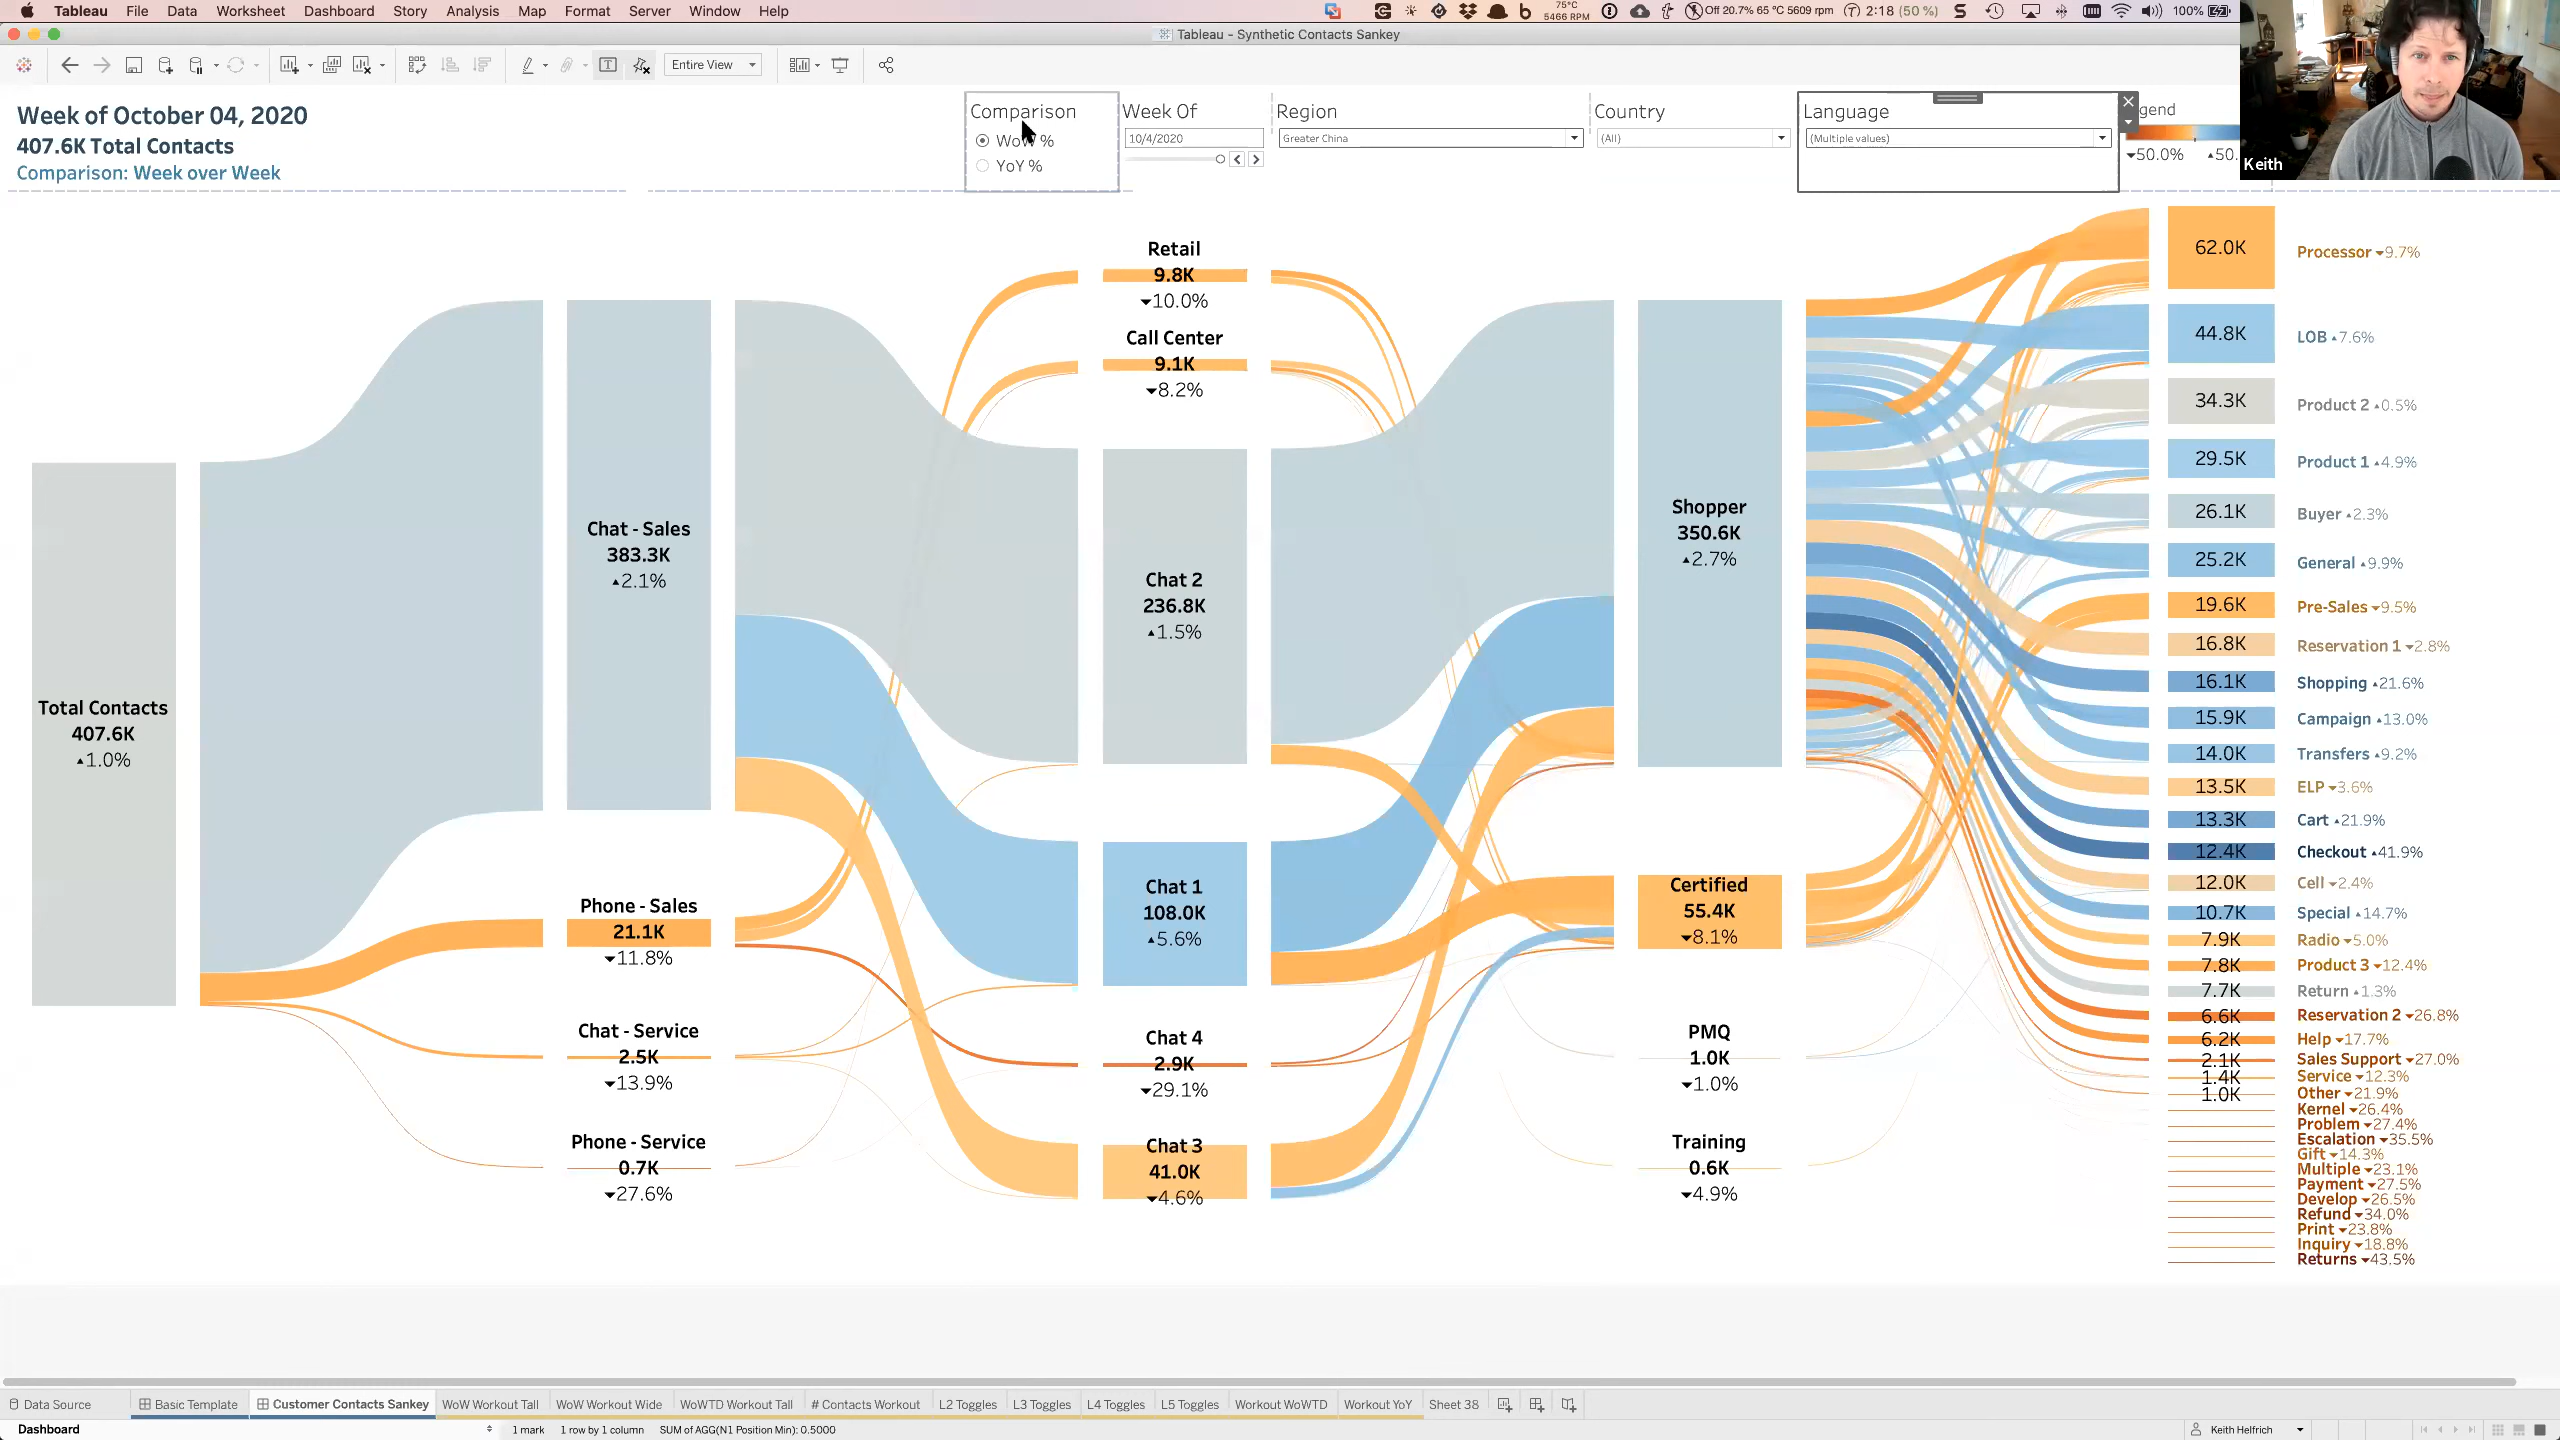 Tableau File Data Worksheet Dashboard Story Analysis Map Format Server Window Help
75°C
5466 RPM
Off 20.7% 65 °C 5609 rpm
2:18 (50 %)
100%
Tableau - Synthetic Contacts Sankey
Entire View
Week of October 04, 2020
407.6K Total Contacts
Comparison: Week over Week
Comparison
WoW %
YoY %
Week Of
10/4/2020
Region
Greater China
Country
(All)
Language
(Multiple values)
gend
▾50.0% ▴50.
Keith
Total Contacts
407.6K
▴1.0%
Chat - Sales
383.3K
▴2.1%
Phone - Sales
21.1K
▾11.8%
Chat - Service
2.5K
▾13.9%
Phone - Service
0.7K
▾27.6%
Retail
9.8K
▾10.0%
Call Center
9.1K
▾8.2%
Chat 2
236.8K
▴1.5%
Chat 1
108.0K
▴5.6%
Chat 4
2.9K
▾29.1%
Chat 3
41.0K
▾4.6%
Shopper
350.6K
▴2.7%
Certified
55.4K
▾8.1%
PMQ
1.0K
▾1.0%
Training
0.6K
▾4.9%
62.0K Processor ▾9.7%
44.8K LOB ▴7.6%
34.3K Product 2 ▴0.5%
29.5K Product 1 ▴4.9%
26.1K Buyer ▴2.3%
25.2K General ▴9.9%
19.6K Pre-Sales ▾9.5%
16.8K Reservation 1 ▾2.8%
16.1K Shopping ▴21.6%
15.9K Campaign ▴13.0%
14.0K Transfers ▴9.2%
13.5K ELP ▾3.6%
13.3K Cart ▴21.9%
12.4K Checkout ▴41.9%
12.0K Cell ▾2.4%
10.7K Special ▴14.7%
7.9K Radio ▾5.0%
7.8K Product 3 ▾12.4%
7.7K Return ▴1.3%
6.6K Reservation 2 ▾26.8%
6.2K Help ▾17.7%
2.1K Sales Support ▾27.0%
1.4K Service ▾12.3%
1.0K Other ▾21.9%
Kernel ▾26.4%
Problem ▾27.4%
Escalation ▾35.5%
Gift ▾14.3%
Multiple ▾23.1%
Payment ▾27.5%
Develop ▾26.5%
Refund ▾34.0%
Print ▾23.8%
Inquiry ▾18.8%
Returns ▾43.5%
Data Source Basic Template Customer Contacts Sankey WoW Workout Tall WoW Workout Wide WoWTD Workout Tall # Contacts Workout L2 Toggles L3 Toggles L4 Toggles L5 Toggles Workout WoWTD Workout YoY Sheet 38
Dashboard 1 mark 1 row by 1 column SUM of AGG(N1 Position Min): 0.5000 Keith Helfrich